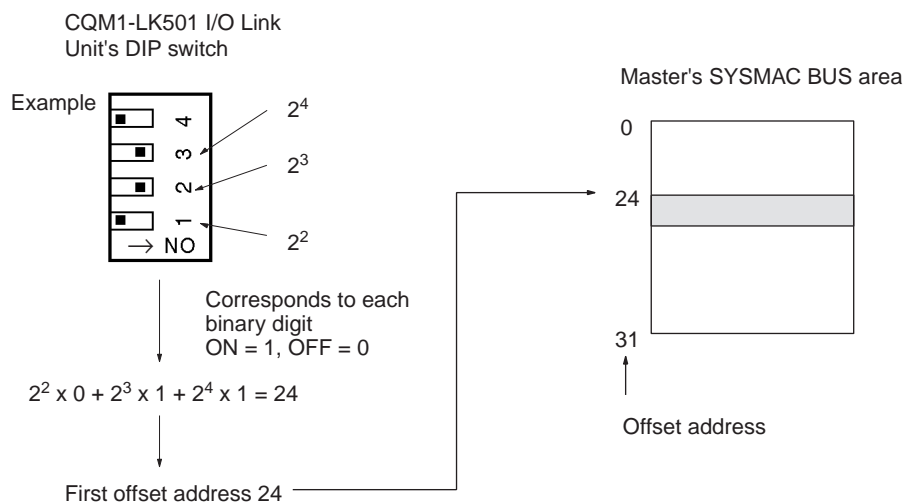 CQM1-LK501 I/O Link
Unit's DIP switch
Master's SYSMAC BUS area
Example
4
3
2
1
→ NO
2⁴
2³
2²
0
24
31
Corresponds to each
binary digit
ON = 1, OFF = 0
2² x 0 + 2³ x 1 + 2⁴ x 1 = 24
Offset address
First offset address 24